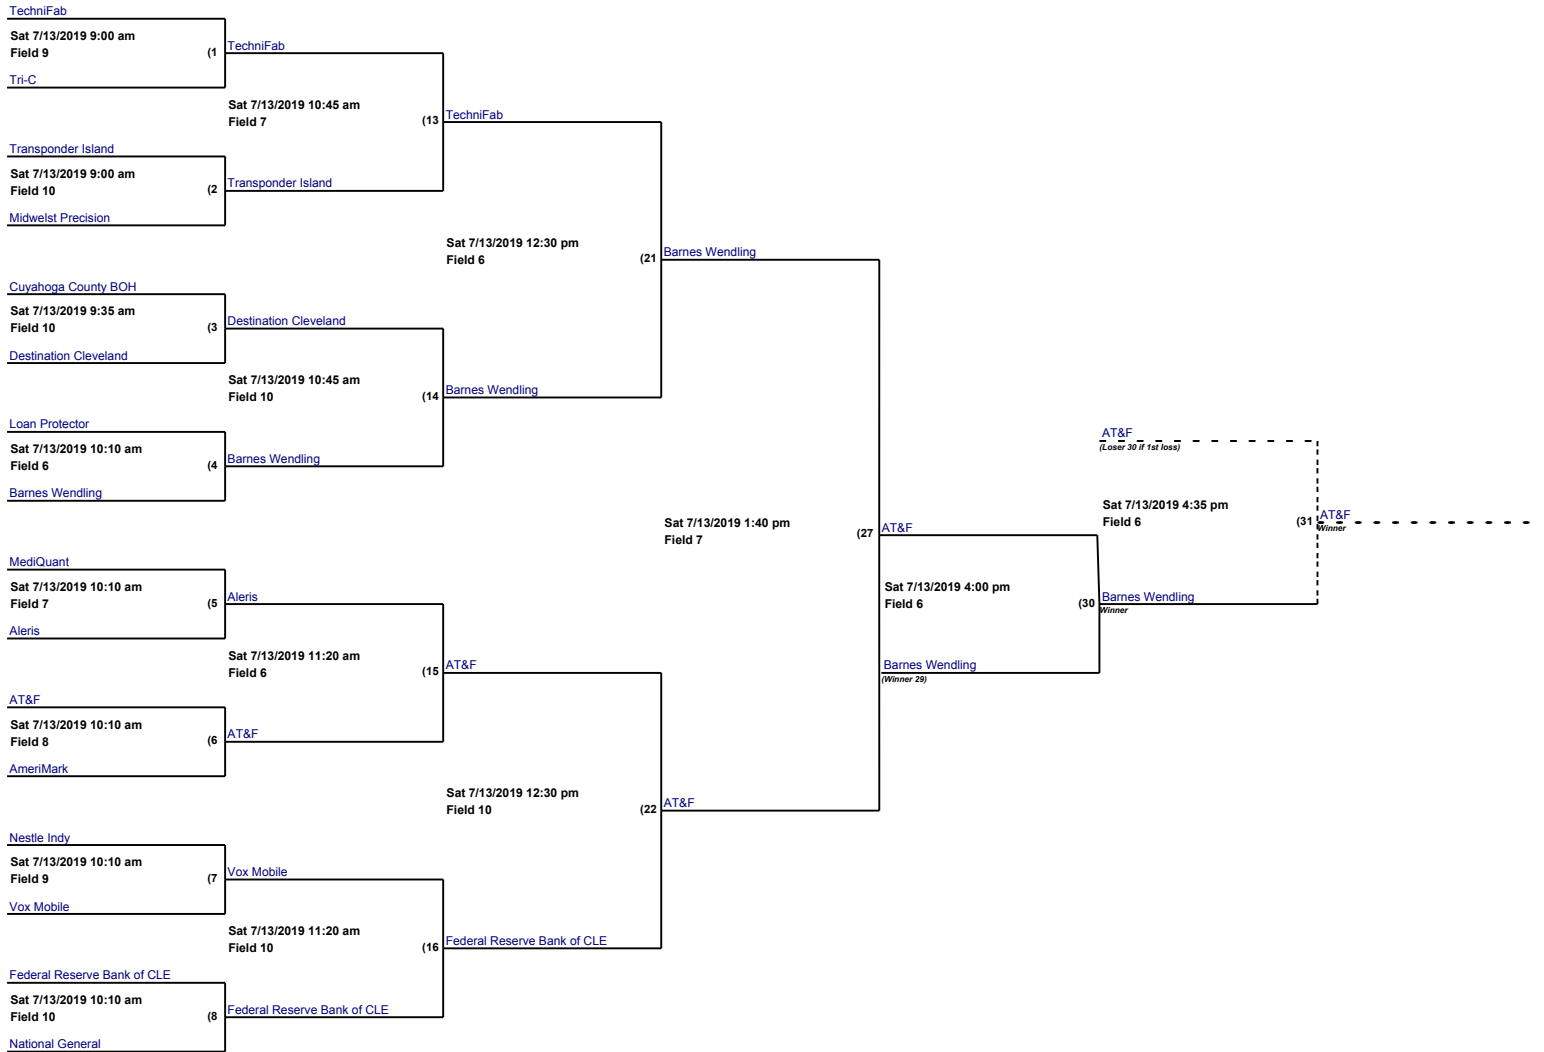 TechniFab
Sat 7/13/2019 9:00 am
Field 9
(1
TechniFab
Tri-C
Sat 7/13/2019 10:45 am
Field 7
(13
TechniFab
Transponder Island
Sat 7/13/2019 9:00 am
Field 10
(2
Transponder Island
Midwelst Precision
Sat 7/13/2019 12:30 pm
Field 6
(21
Barnes Wendling
Cuyahoga County BOH
Sat 7/13/2019 9:35 am
Field 10
(3
Destination Cleveland
Destination Cleveland
Sat 7/13/2019 10:45 am
Field 10
(14
Barnes Wendling
Loan Protector
Sat 7/13/2019 10:10 am
Field 6
(4
Barnes Wendling
Barnes Wendling
Sat 7/13/2019 1:40 pm
Field 7
(27
AT&F
MediQuant
Sat 7/13/2019 10:10 am
Field 7
(5
Aleris
Aleris
Sat 7/13/2019 11:20 am
Field 6
(15
AT&F
AT&F
Sat 7/13/2019 10:10 am
Field 8
(6
AT&F
AmeriMark
Sat 7/13/2019 12:30 pm
Field 10
(22
AT&F
Nestle Indy
Sat 7/13/2019 10:10 am
Field 9
(7
Vox Mobile
Vox Mobile
Sat 7/13/2019 11:20 am
Field 10
(16
Federal Reserve Bank of CLE
Federal Reserve Bank of CLE
Sat 7/13/2019 10:10 am
Field 10
(8
Federal Reserve Bank of CLE
National General
Sat 7/13/2019 4:00 pm
Field 6
(30
Barnes Wendling
Winner
Barnes Wendling
(Winner 29)
AT&F
(Loser 30 if 1st loss)
Sat 7/13/2019 4:35 pm
Field 6
(31
AT&F
Winner